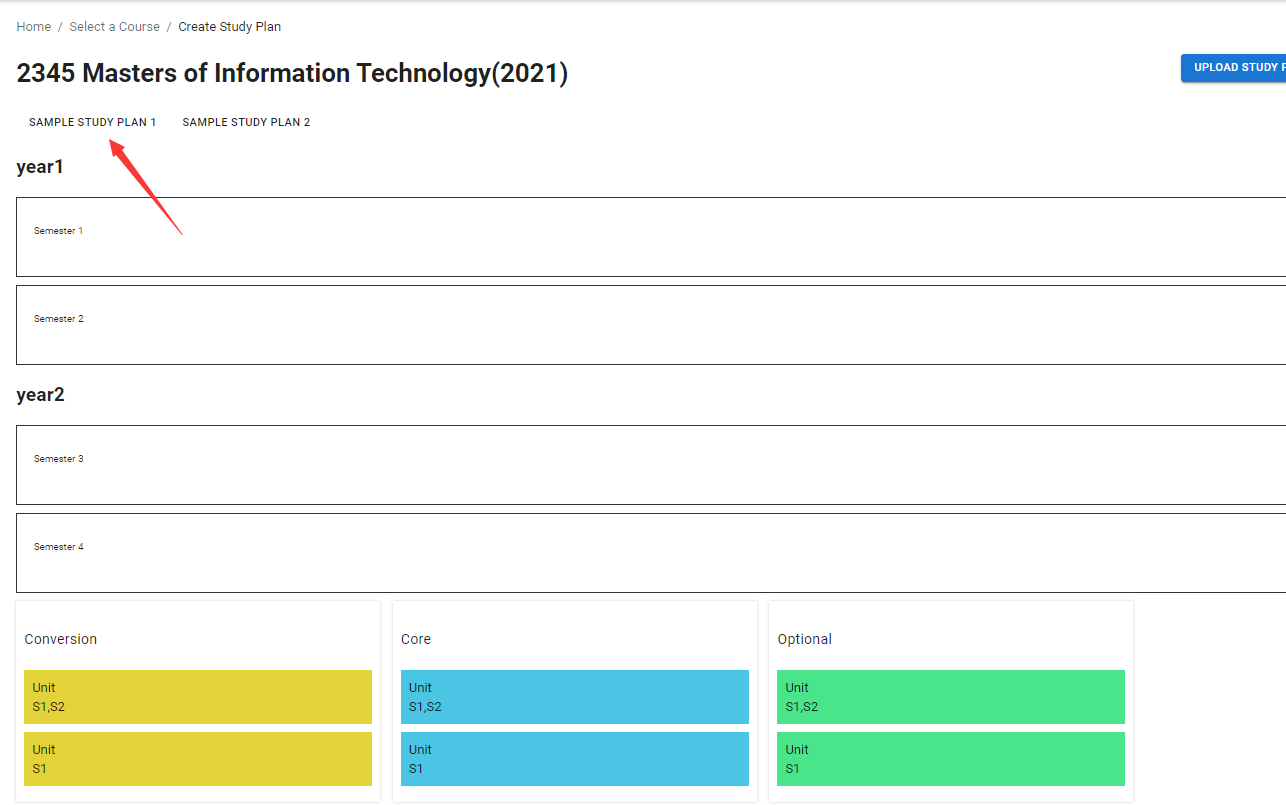 Home / Select a Course / Create Study Plan
2345 Masters of Information Technology(2021)
UPLOAD STUDY
SAMPLE STUDY PLAN 1 SAMPLE STUDY PLAN 2
year1
Semester 1
Semester 2
year2
Semester 3
Semester 4
Conversion
Unit
S1,S2
Unit
S1
Core
Unit
S1,S2
Unit
S1
Optional
Unit
S1,S2
Unit
S1